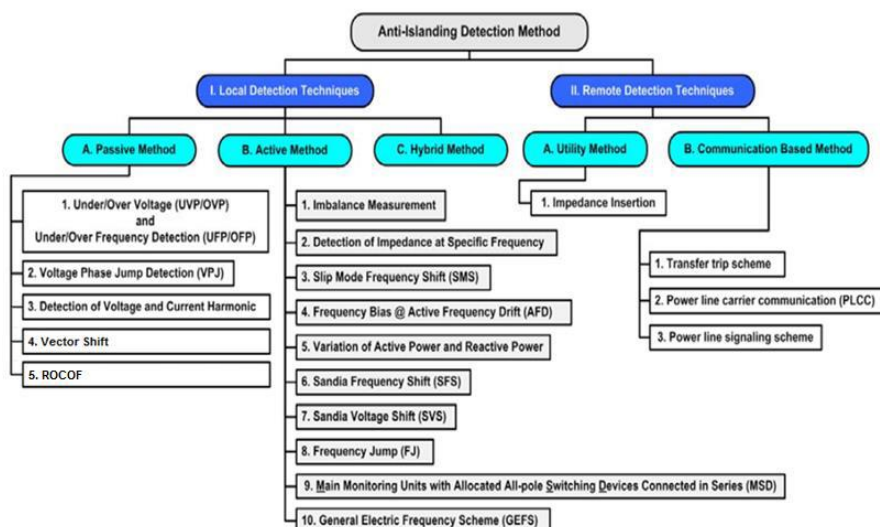 Anti-Islanding Detection Method
I. Local Detection Techniques
II. Remote Detection Techniques
A. Passive Method
B. Active Method
C. Hybrid Method
A. Utility Method
B. Communication Based Method
1. Under/Over Voltage (UVP/OVP)
and
Under/Over Frequency Detection (UFP/OFP)
2. Voltage Phase Jump Detection (VPJ)
3. Detection of Voltage and Current Harmonic
4. Vector Shift
5. ROCOF
1. Imbalance Measurement
2. Detection of Impedance at Specific Frequency
3. Slip Mode Frequency Shift (SMS)
4. Frequency Bias @ Active Frequency Drift (AFD)
5. Variation of Active Power and Reactive Power
6. Sandia Frequency Shift (SFS)
7. Sandia Voltage Shift (SVS)
8. Frequency Jump (FJ)
9. Main Monitoring Units with Allocated All-pole Switching Devices Connected in Series (MSD)
10. General Electric Frequency Scheme (GEFS)
1. Impedance Insertion
1. Transfer trip scheme
2. Power line carrier communication (PLCC)
3. Power line signaling scheme